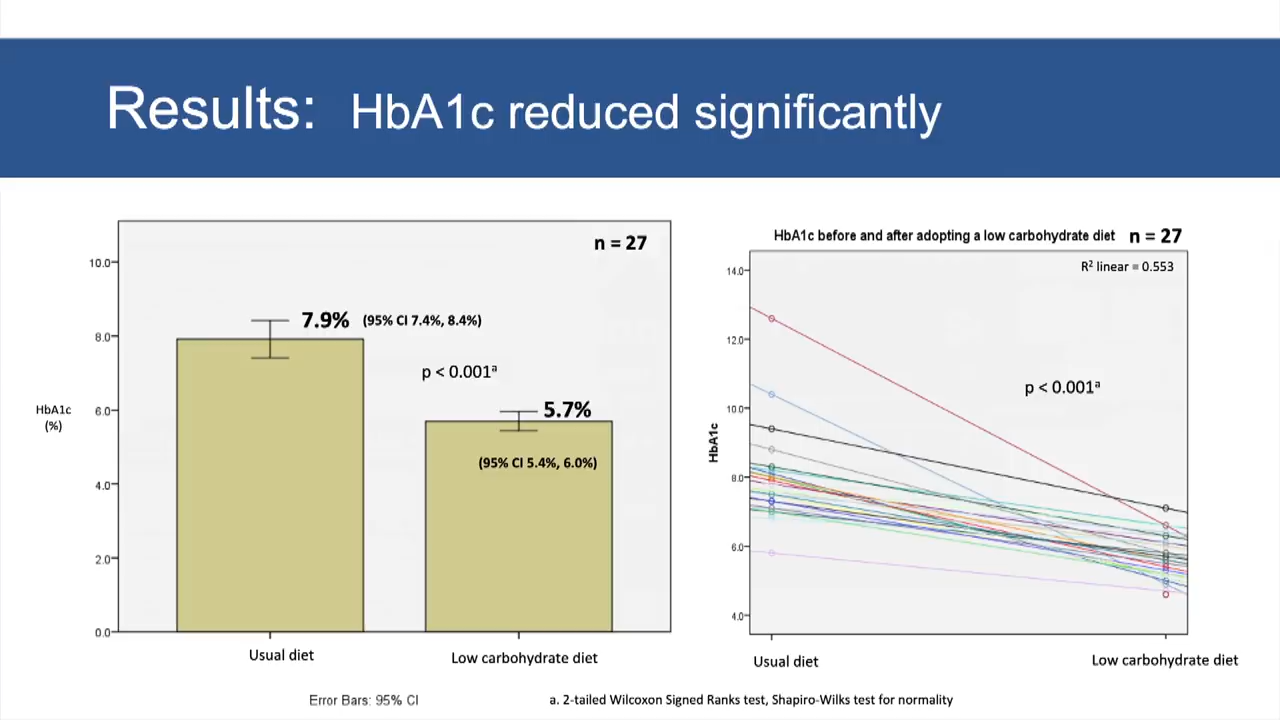 Results: HbA1c reduced significantly
n = 27
10.0
8.0
6.0
4.0
2.0
0.0
HbA1c
(%)
7.9% (95% CI 7.4%, 8.4%)
p < 0.001ª
5.7%
(95% CI 5.4%, 6.0%)
Usual diet
Low carbohydrate diet
Error Bars: 95% CI
HbA1c before and after adopting a low carbohydrate diet n = 27
R² linear = 0.553
14.0
12.0
10.0
8.0
6.0
4.0
HbA1c
p < 0.001ª
Usual diet
Low carbohydrate diet
a. 2-tailed Wilcoxon Signed Ranks test, Shapiro-Wilks test for normality